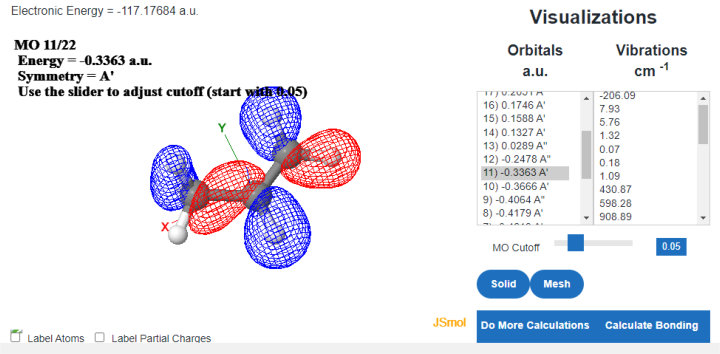 Electronic Energy = -117.17684 a.u.
Visualizations
MO 11/22
Energy = -0.3363 a.u.
Symmetry = A'
Use the slider to adjust cutoff (start with 0.05)
Y
X
Orbitals
a.u.
16) 0.1746 A'
15) 0.1588 A'
14) 0.1327 A'
13) 0.0289 A"
12) -0.2478 A"
11) -0.3363 A'
10) -0.3666 A'
9) -0.4064 A"
8) -0.4179 A'
Vibrations
cm -1
-206.09
7.93
5.76
1.32
0.07
0.18
1.09
430.87
598.28
908.89
MO Cutoff
0.05
Solid
Mesh
JSmol
Do More Calculations
Calculate Bonding
Label Atoms
Label Partial Charges